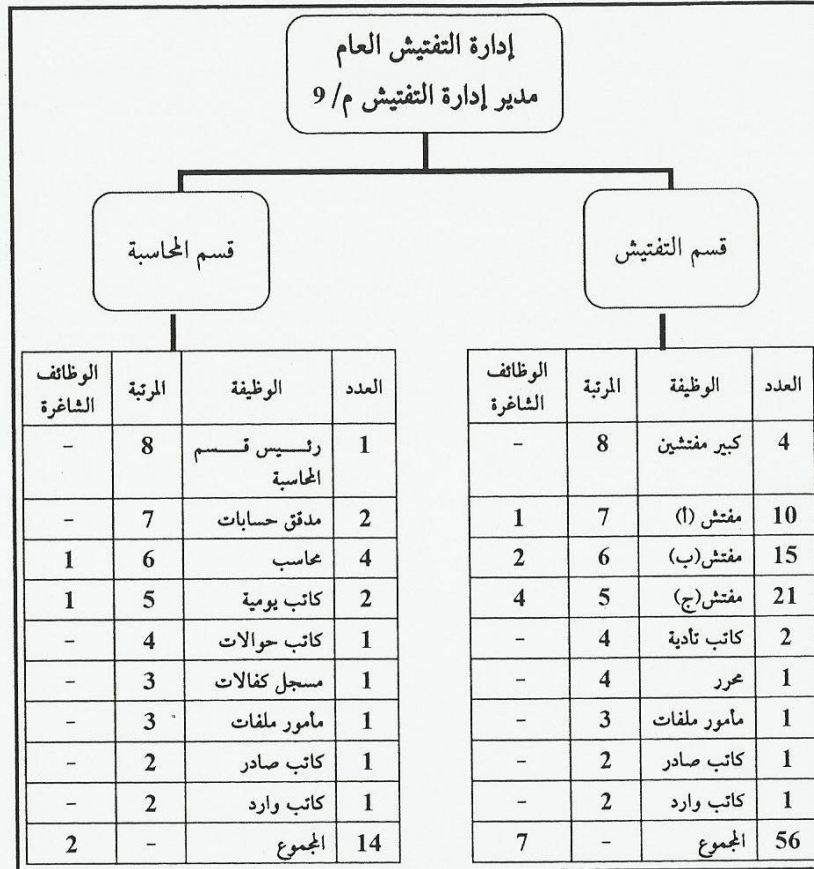 إدارة التفتيش العام
مدير إدارة التفتيش م/9
قسم التفتيش
العدد الوظيفة المرتبة الوظائف الشاغرة
4 كبير مفتشين 8 -
10 مفتش (أ) 7 1
15 مفتش(ب) 6 2
21 مفتش(ج) 5 4
2 كاتب تأدية 4 -
1 محرر 4 -
1 مأمور ملفات 3 -
1 كاتب صادر 2 -
1 كاتب وارد 2 -
56 المجموع - 7
قسم المحاسبة
العدد الوظيفة المرتبة الوظائف الشاغرة
1 رئيس قسم المحاسبة 8 -
2 مدقق حسابات 7 -
4 محاسب 6 1
2 كاتب يومية 5 1
1 كاتب حوالات 4 -
1 مسجل كفالات 3 -
1 مأمور ملفات 3 -
1 كاتب صادر 2 -
1 كاتب وارد 2 -
14 المجموع - 2